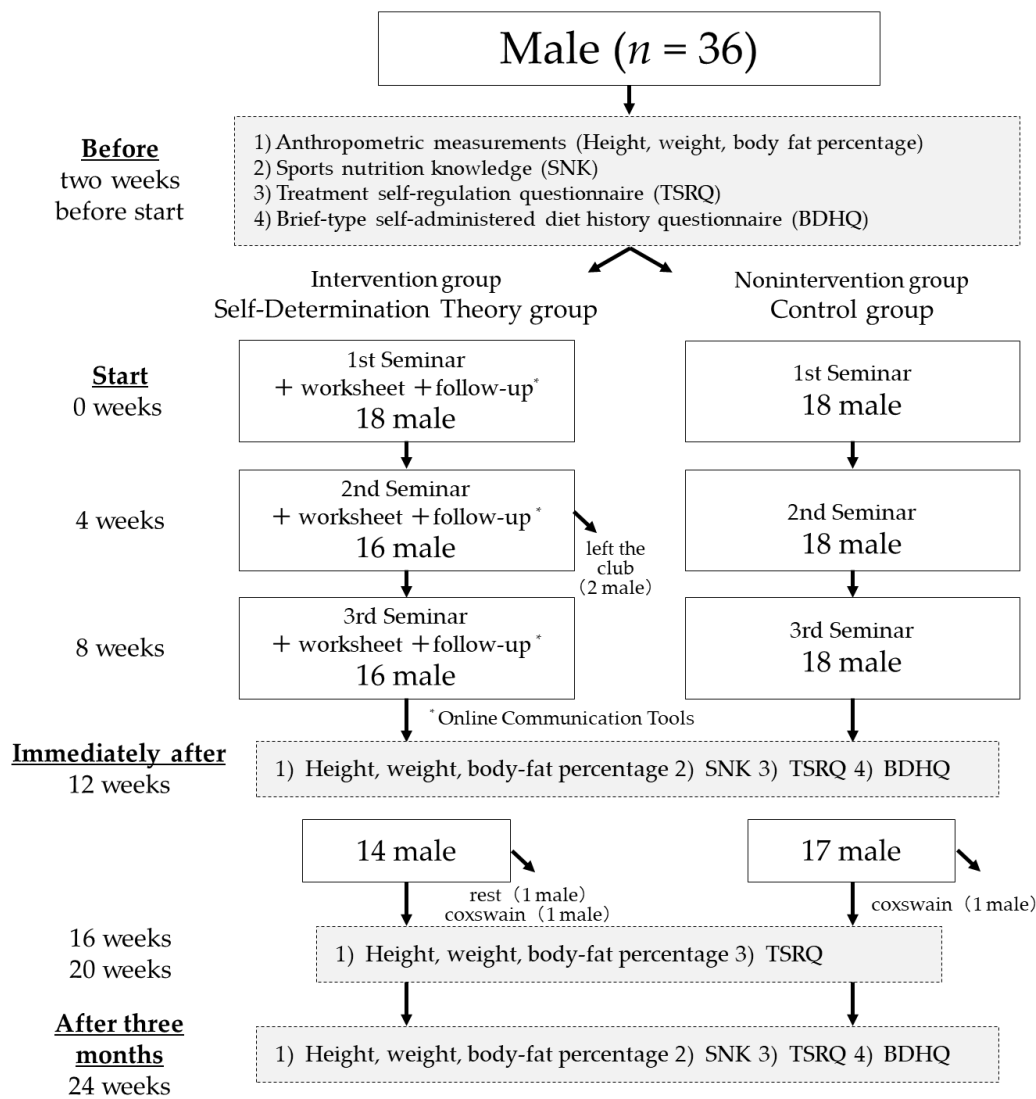 Male (n = 36)
Before
two weeks
before start
1) Anthropometric measurements (Height, weight, body fat percentage)
2) Sports nutrition knowledge (SNK)
3) Treatment self-regulation questionnaire (TSRQ)
4) Brief-type self-administered diet history questionnaire (BDHQ)
Intervention group
Self-Determination Theory group
Nonintervention group
Control group
Start
0 weeks
1st Seminar
+ worksheet +follow-up*
18 male
1st Seminar
18 male
4 weeks
2nd Seminar
+ worksheet +follow-up*
16 male
left the
club
(2 male)
2nd Seminar
18 male
8 weeks
3rd Seminar
+ worksheet +follow-up*
16 male
3rd Seminar
18 male
* Online Communication Tools
Immediately after
12 weeks
1) Height, weight, body-fat percentage 2) SNK 3) TSRQ 4) BDHQ
14 male
rest (1 male)
coxswain (1 male)
17 male
coxswain (1 male)
16 weeks
20 weeks
1) Height, weight, body-fat percentage 3) TSRQ
After three
months
24 weeks
1) Height, weight, body-fat percentage 2) SNK 3) TSRQ 4) BDHQ